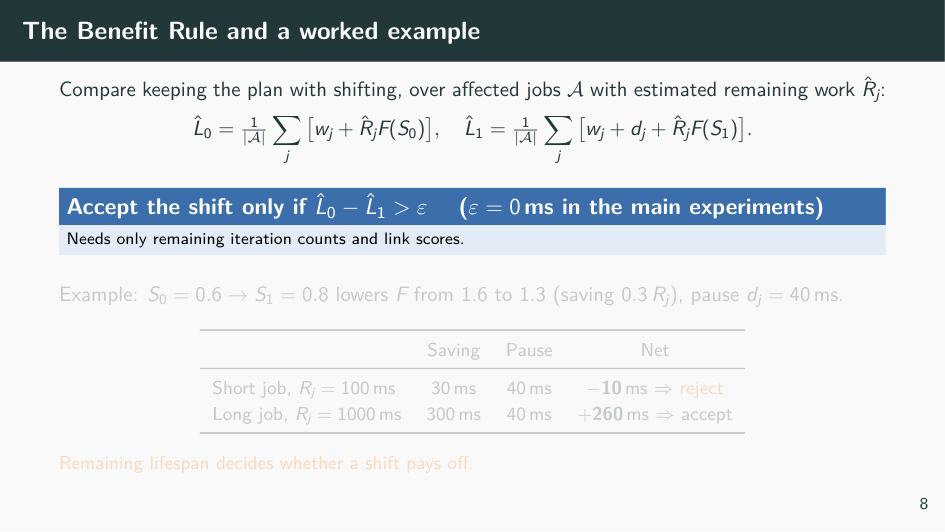 The Benefit Rule and a worked example
Compare keeping the plan with shifting, over affected jobs 𝒜 with estimated remaining work R̂ⱼ:
L̂₀ = 1/|𝒜| ∑ⱼ [wⱼ + R̂ⱼF(S₀)], L̂₁ = 1/|𝒜| ∑ⱼ [wⱼ + dⱼ + R̂ⱼF(S₁)].
Accept the shift only if L̂₀ − L̂₁ > ε (ε = 0 ms in the main experiments)
Needs only remaining iteration counts and link scores.
Example: S₀ = 0.6 → S₁ = 0.8 lowers F from 1.6 to 1.3 (saving 0.3 Rⱼ), pause dⱼ = 40 ms.
Saving Pause Net
Short job, Rⱼ = 100 ms 30 ms 40 ms −10 ms ⇒ reject
Long job, Rⱼ = 1000 ms 300 ms 40 ms +260 ms ⇒ accept
Remaining lifespan decides whether a shift pays off.
8